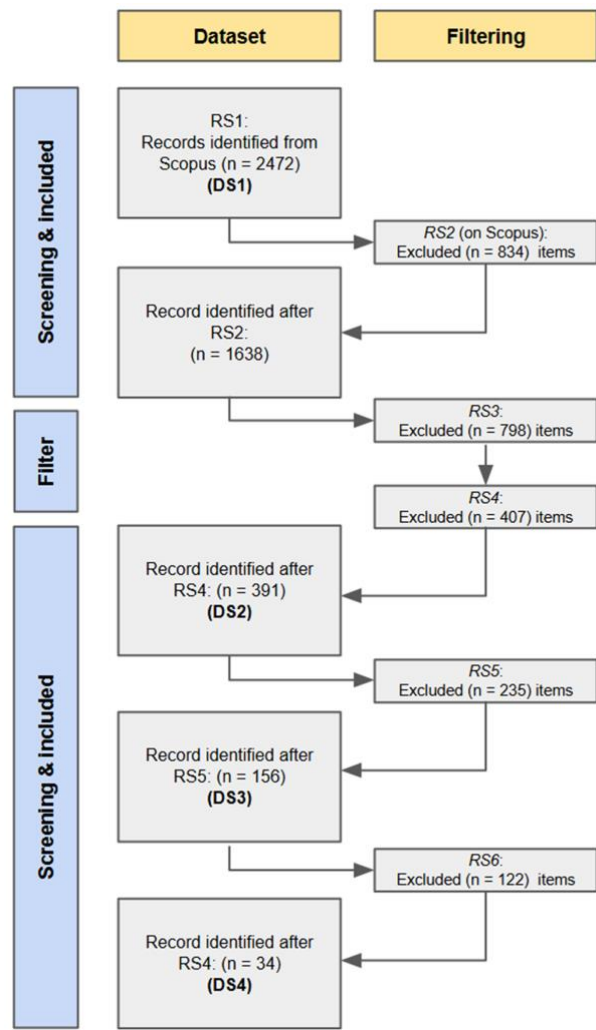 Dataset
Filtering
Screening & included
RS1:
Records identified from
Scopus (n = 2472)
(DS1)
RS2 (on Scopus):
Excluded (n = 834) items
Record identified after
RS2:
(n = 1638)
RS3:
Excluded (n = 798) items
Filter
RS4:
Excluded (n = 407) items
Screening & included
Record identified after
RS4: (n = 391)
(DS2)
RS5:
Excluded (n = 235) items
Record identified after
RS5: (n = 156)
(DS3)
RS6:
Excluded (n = 122) items
Record identified after
RS4: (n = 34)
(DS4)